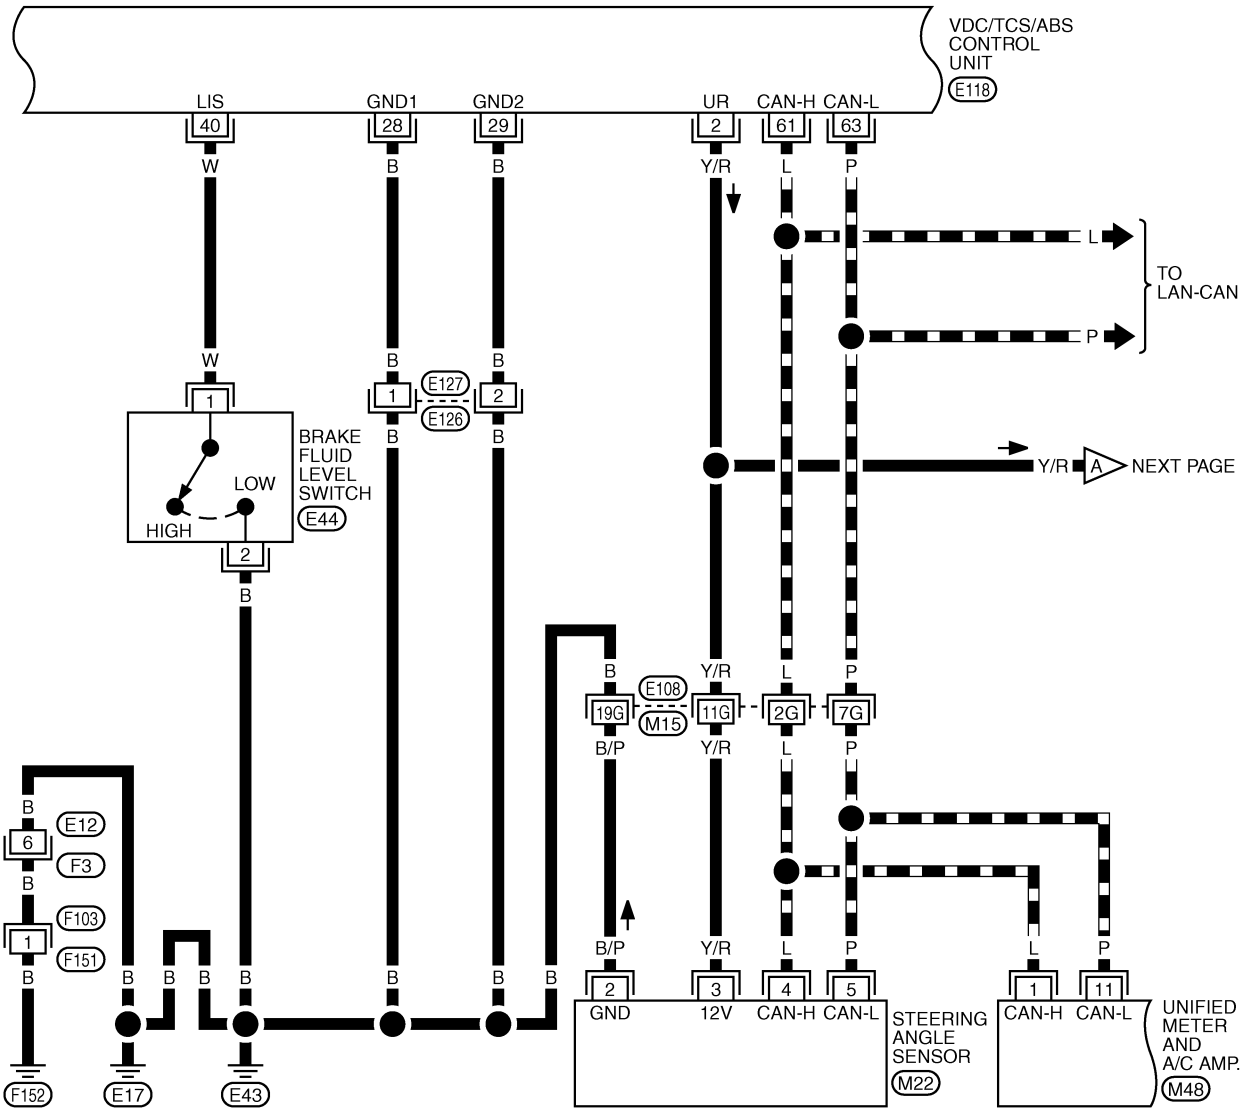 VDC/TCS/ABS
CONTROL
UNIT
E118
LIS GND1 GND2 UR CAN-H CAN-L
40 28 29 2 61 63
W B B Y/R L P
L
TO
LAN-CAN
P
W B B
1 1 E127 2
E126
B B
BRAKE
FLUID
LEVEL
SWITCH
E44
LOW
HIGH
Y/R A NEXT PAGE
2
B
B Y/R L P
19G E108 11G 2G 7G
M15
B/P Y/R L P
B
6 E12
F3
B
F103
1
F151
B/P Y/R L P L P
B B B B B B B B
2 3 4 5 1 11
GND 12V CAN-H CAN-L CAN-H CAN-L
STEERING
ANGLE
SENSOR
M22
UNIFIED
METER
AND
A/C AMP.
M48
F152 E17 E43